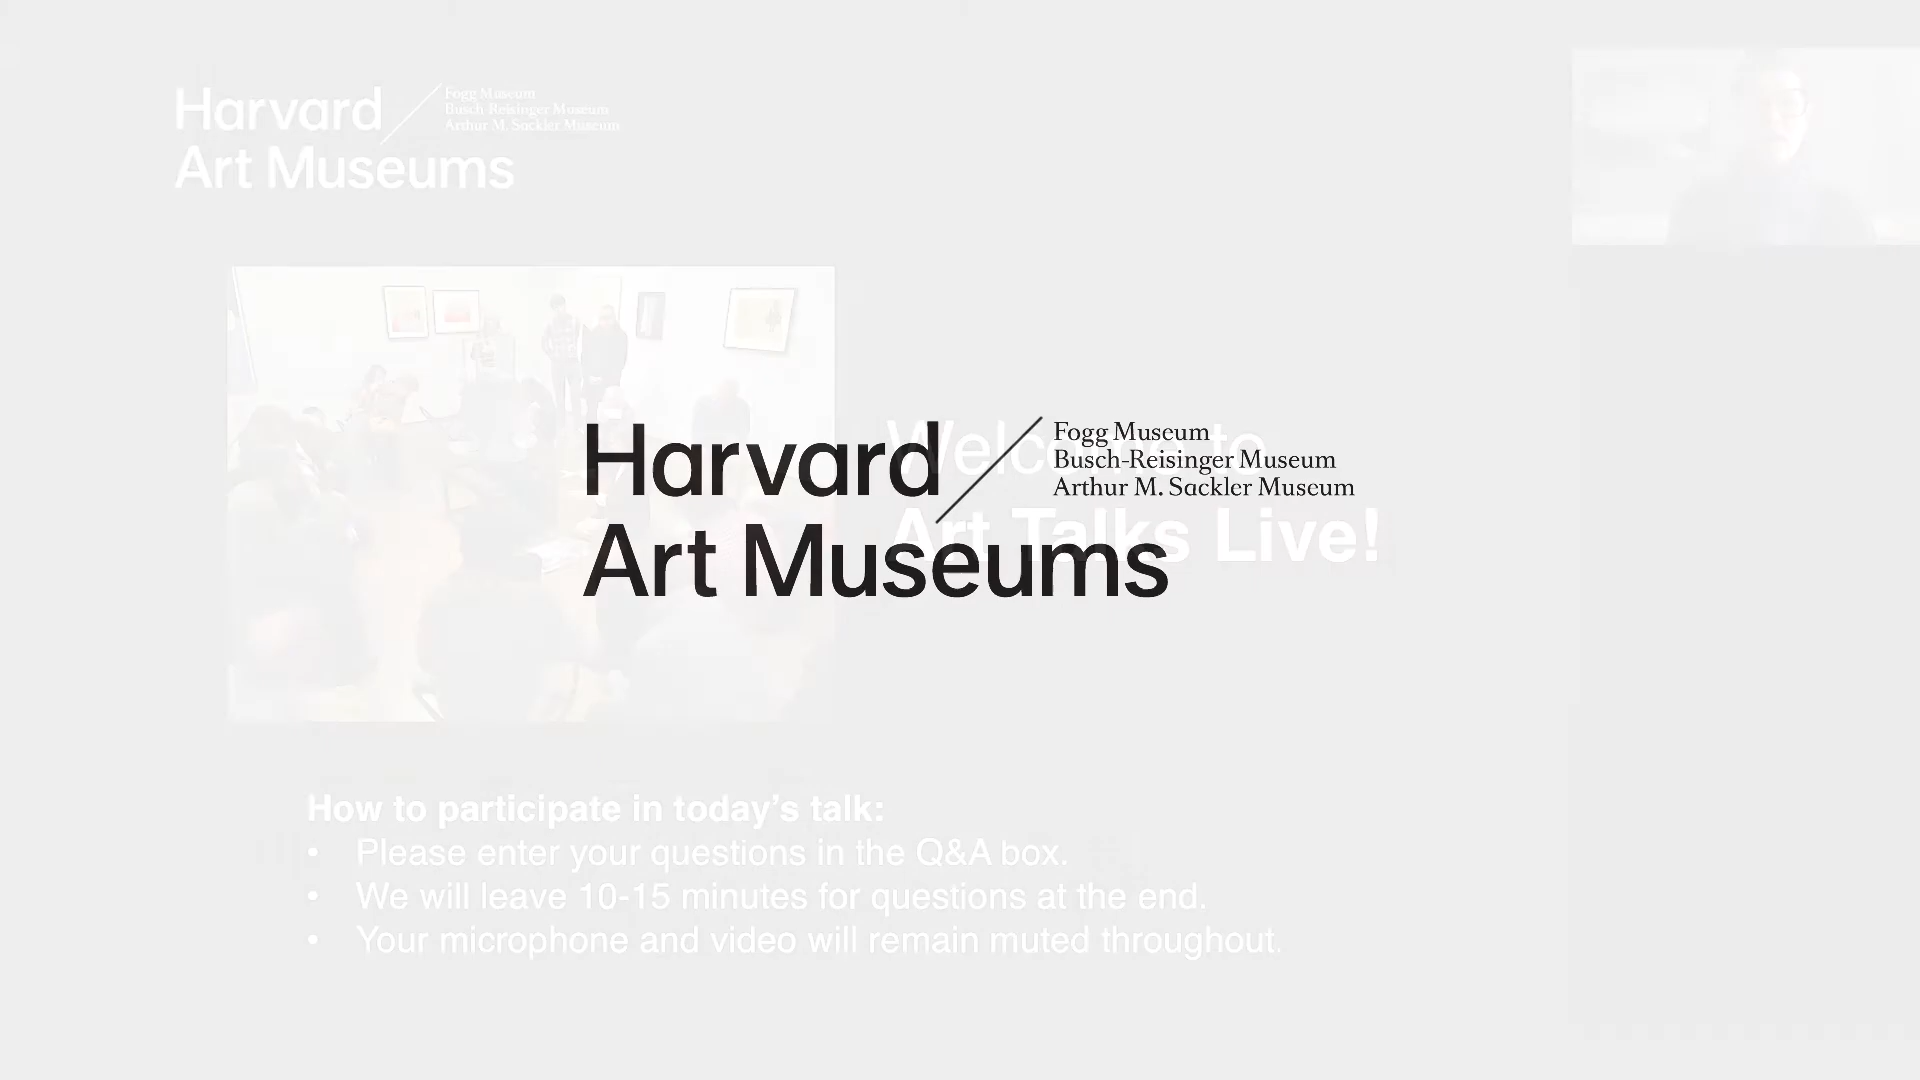 Harvard
Fogg Museum
Busch-Reisinger Museum
Arthur M. Sackler Museum
Art Museums
Harvard
Fogg Museum
Busch-Reisinger Museum
Arthur M. Sackler Museum
Art Museums
Welcome to
Art Talks Live!
How to participate in today’s talk:
• Please enter your questions in the Q&A box.
• We will leave 10-15 minutes for questions at the end.
• Your microphone and video will remain muted throughout.